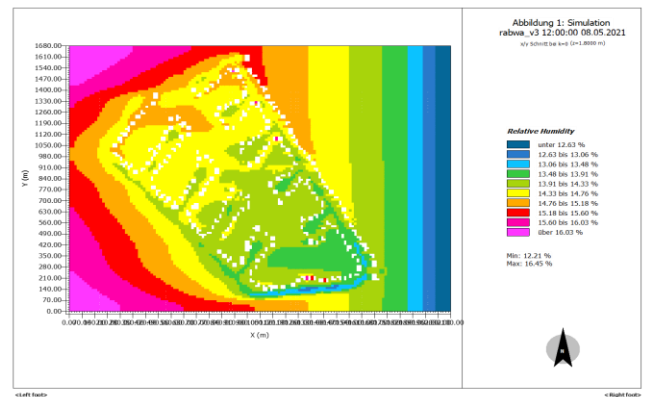 Abbildung 1: Simulation
rabwa_v3 12:00:00 08.05.2021
x/y Schnitt bei k=0 (z=1.8000 m)
1680.00
1610.00
1540.00
1470.00
1400.00
1330.00
1260.00
1190.00
1120.00
1050.00
980.00
910.00
840.00
770.00
700.00
630.00
560.00
490.00
420.00
350.00
280.00
210.00
140.00
70.00
0.00
Y (m)
X (m)
Relative Humidity
unter 12.63 %
12.63 bis 13.06 %
13.06 bis 13.48 %
13.48 bis 13.91 %
13.91 bis 14.33 %
14.33 bis 14.76 %
14.76 bis 15.18 %
15.18 bis 15.60 %
15.60 bis 16.03 %
über 16.03 %
Min: 12.21 %
Max: 16.45 %
N
<Left foot>
<Right foot>